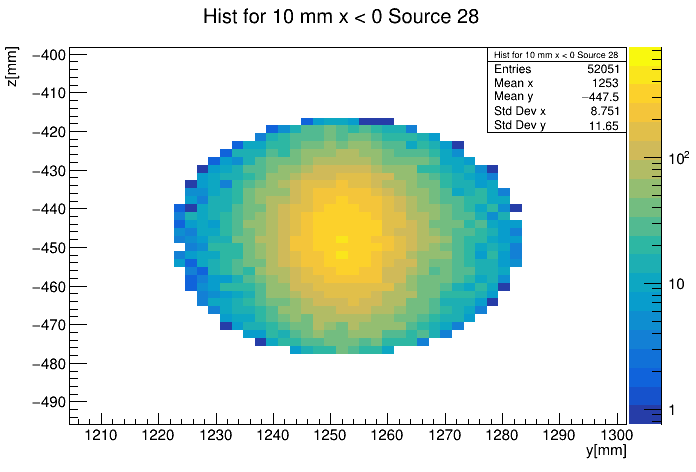 Hist for 10 mm x < 0 Source 28
z[mm]
Hist for 10 mm x < 0 Source 28
Entries 52051
Mean x 1253
Mean y −447.5
Std Dev x 8.751
Std Dev y 11.65
−400
−410
−420
−430
−440
−450
−460
−470
−480
−490
10²
10
1
1210 1220 1230 1240 1250 1260 1270 1280 1290 1300
y[mm]